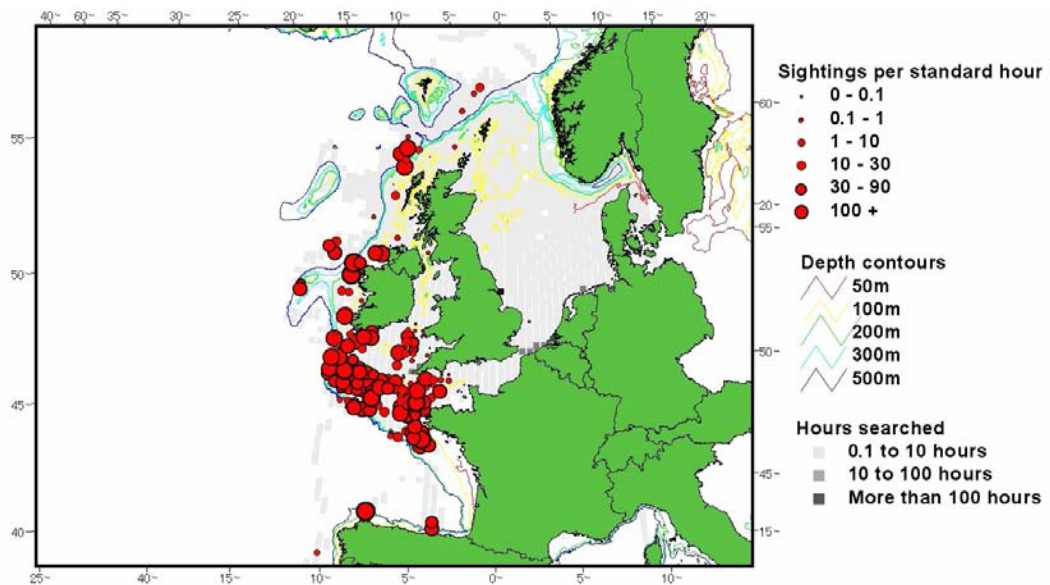 40~ 60~ 35~ 25~ 20~ 15~ 10~ 5~ 0~ 5~ 10~ 15~ 20~
Sightings per standard hour
0 - 0.1
0.1 - 1
1 - 10
10 - 30
30 - 90
100 +
Depth contours
50m
100m
200m
300m
500m
Hours searched
0.1 to 10 hours
10 to 100 hours
More than 100 hours
55~
50~
45~
40~
60~
20~
55~
50~
45~
15~
25~ 20~ 15~ 10~ 5~ 0~ 5~ 10~